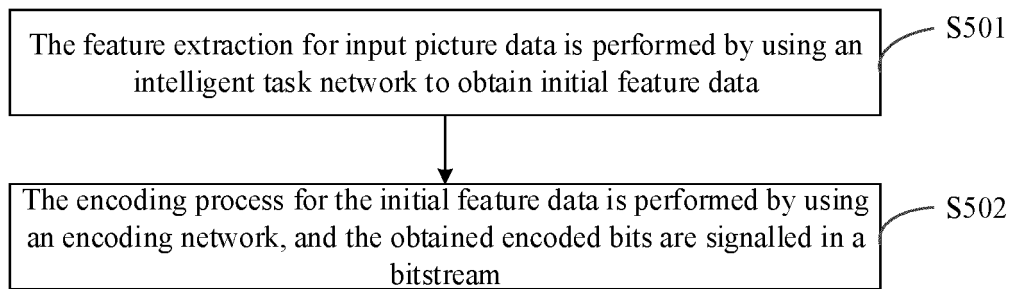 The feature extraction for input picture data is performed by using an
intelligent task network to obtain initial feature data
S501
The encoding process for the initial feature data is performed by using
an encoding network, and the obtained encoded bits are signalled in a
bitstream
S502